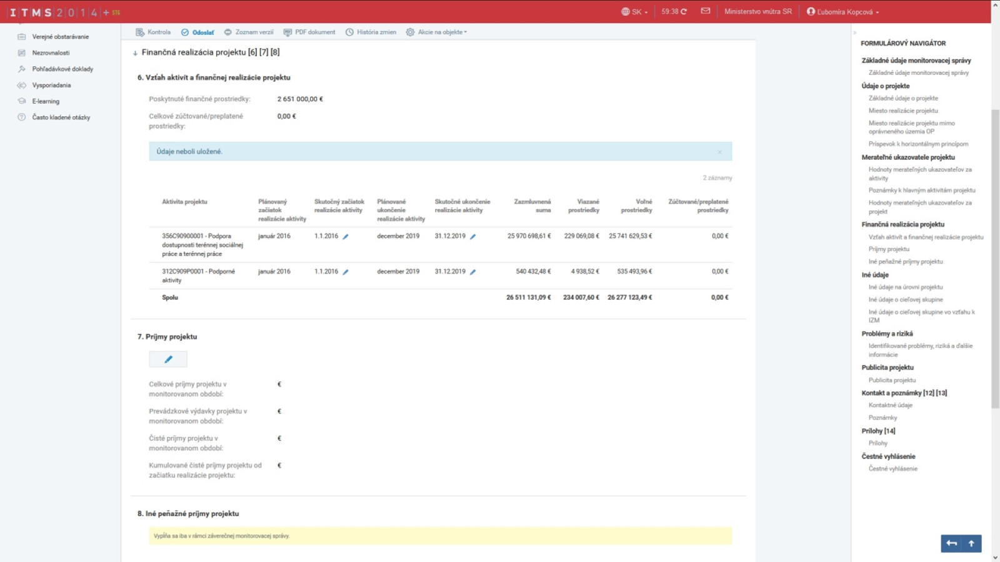 ITMS2014+ STG
SK
59:38
Ministerstvo vnútra SR
Ľubomíra Kopcová
Verejné obstarávanie
Nezrovnalosti
Pohľadávkové doklady
Vysporiadania
E-learning
Často kladené otázky
Kontrola
Odoslať
Zoznam verzií
PDF dokument
História zmien
Akcie na objekte
Finančná realizácia projektu [6] [7] [8]
6. Vzťah aktivít a finančnej realizácie projektu
Poskytnuté finančné prostriedky: 2 651 000,00 €
Celkové zúčtované/preplatené 0,00 €
prostriedky:
Údaje neboli uložené.
2 záznamy
Aktivita projektu
Plánovaný
začiatok
realizácie aktivity
Skutočný začiatok
realizácie aktivity
Plánované
ukončenie
realizácie aktivity
Skutočné ukončenie
realizácie aktivity
Zazmluvnená
suma
Viazané
prostriedky
Voľné
prostriedky
Zúčtované/preplatené
prostriedky
356C90900001 - Podpora
dostupnosti terénnej sociálnej
práce a terénnej práce
január 2016
1.1.2016
december 2019
31.12.2019
25 970 698,61 €
229 069,08 €
25 741 629,53 €
0,00 €
312C909P0001 - Podporné
aktivity
január 2016
1.1.2016
december 2019
31.12.2019
540 432,48 €
4 938,52 €
535 493,96 €
0,00 €
Spolu
26 511 131,09 €
234 007,60 €
26 277 123,49 €
0,00 €
7. Príjmy projektu
Celkové príjmy projektu v €
monitorovanom období:
Prevádzkové výdavky projektu v €
monitorovanom období:
Čisté príjmy projektu v €
monitorovanom období:
Kumulované čisté príjmy projektu od €
začiatku realizácie projektu:
8. Iné peňažné príjmy projektu
Vypĺňa sa iba v rámci záverečnej monitorovacej správy.
FORMULÁROVÝ NAVIGÁTOR
Základné údaje monitorovacej správy
Základné údaje monitorovacej správy
Údaje o projekte
Základné údaje o projekte
Miesto realizácie projektu
Miesto realizácie projektu mimo
oprávneného územia OP
Príspevok k horizontálnym princípom
Merateľné ukazovatele projektu
Hodnoty merateľných ukazovateľov za
aktivity
Poznámky k hlavným aktivitám projektu
Hodnoty merateľných ukazovateľov za
projekt
Finančná realizácia projektu
Vzťah aktivít a finančnej realizácie projektu
Príjmy projektu
Iné peňažné príjmy projektu
Iné údaje
Iné údaje na úrovni projektu
Iné údaje o cieľovej skupine
Iné údaje o cieľovej skupine vo vzťahu k
IZM
Problémy a riziká
Identifikované problémy, riziká a ďalšie
informácie
Publicita projektu
Publicita projektu
Kontakt a poznámky [12] [13]
Kontaktné údaje
Poznámky
Prílohy [14]
Prílohy
Čestné vyhlásenie
Čestné vyhlásenie